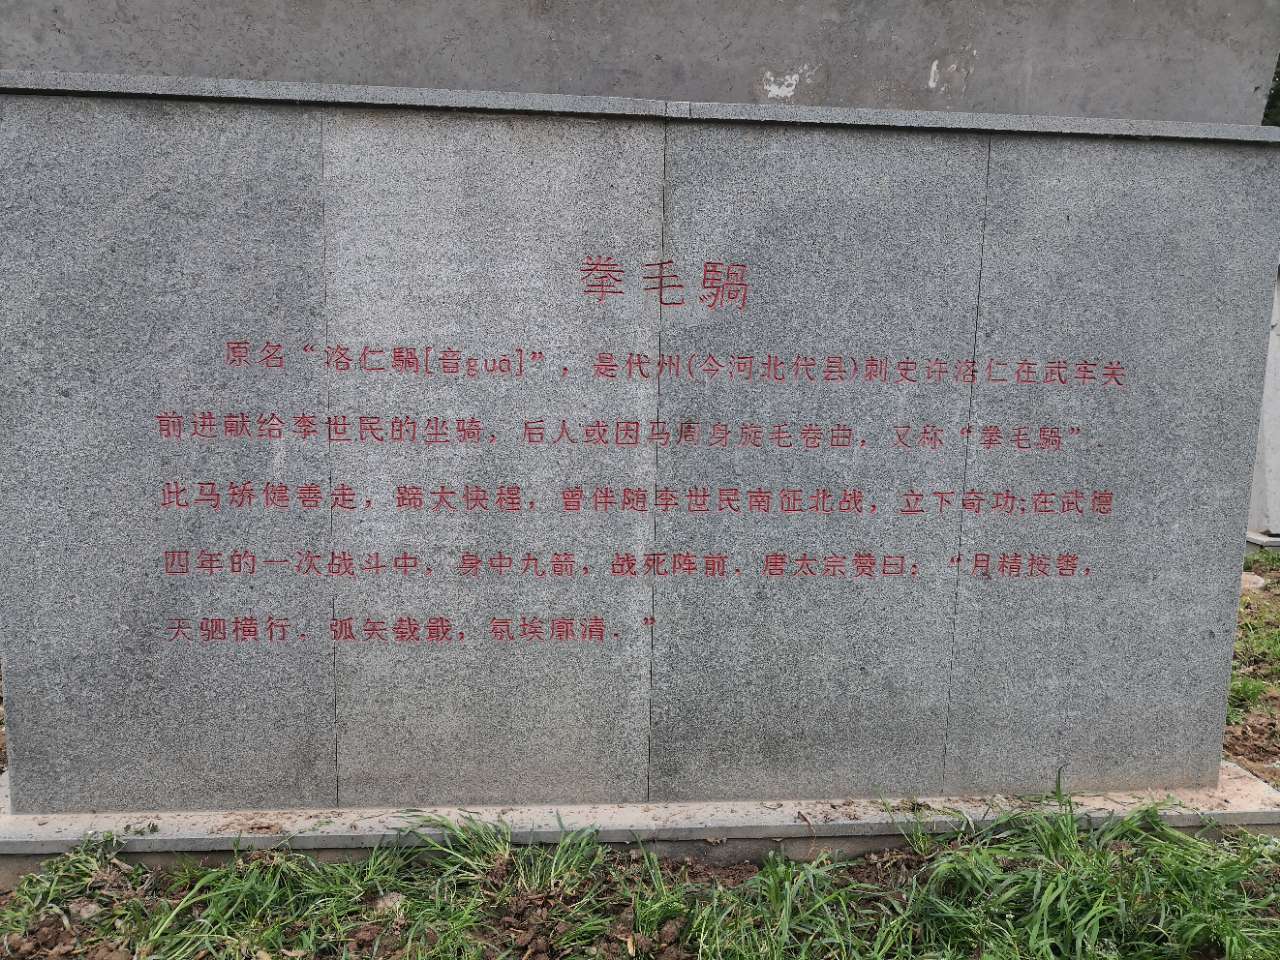 拳毛騧
原名“洛仁騧[音guā]”，是代州(今河北代县)刺史许洛仁在武牢关
前进献给李世民的坐骑，后人或因马周身旋毛卷曲，又称“拳毛騧”
此马矫健善走，蹄大快程，曾伴随李世民南征北战，立下奇功;在武德
四年的一次战斗中，身中九箭，战死阵前．唐太宗赞曰：“月精按辔，
天驷横行．弧矢载戢，氛埃廓清．”